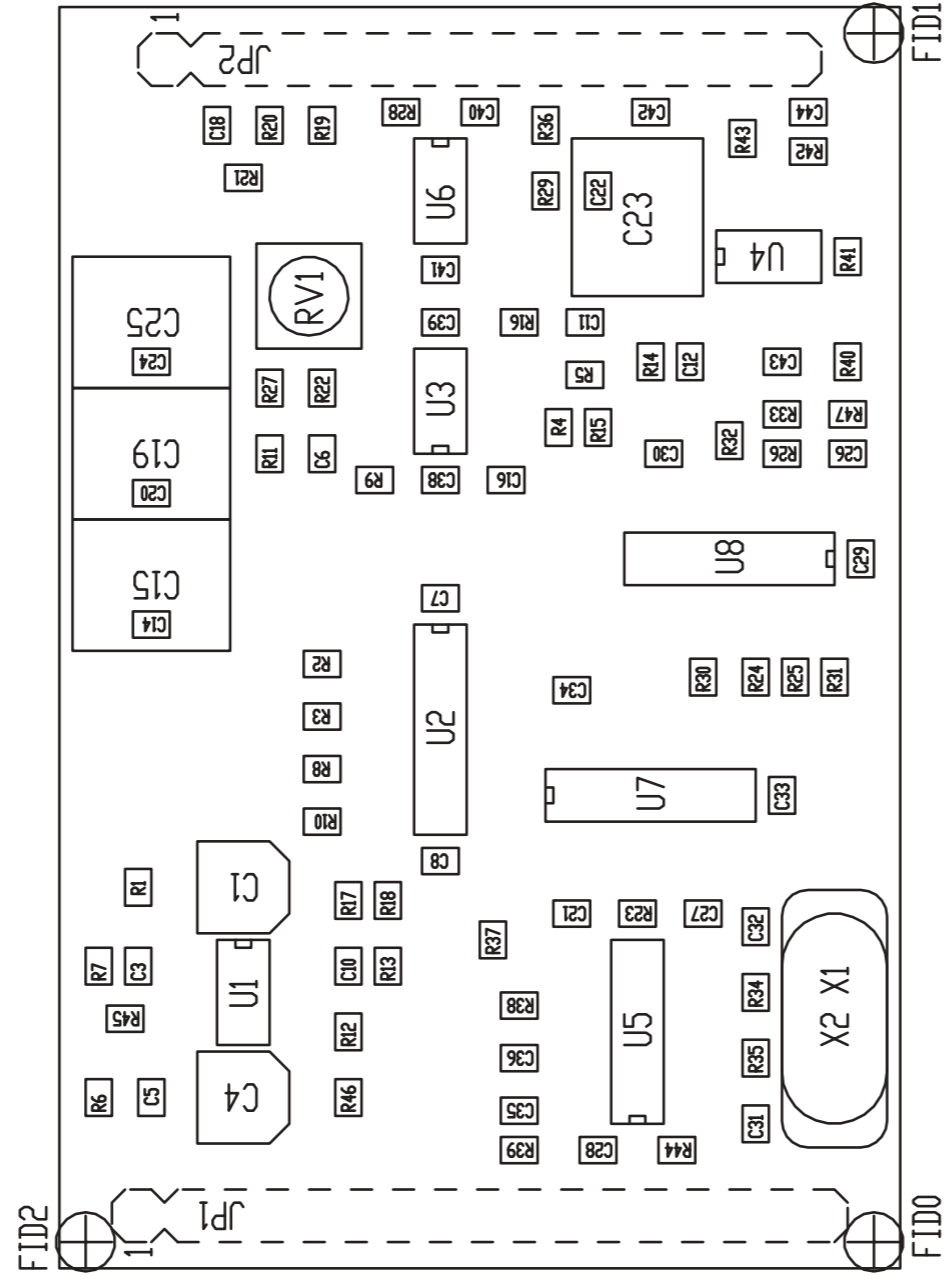 1
JP2
FID1
C18
R20
R19
R28
C40
R36
C42
C44
R43
R42
R21
R29
C22
U6
C23
U4
R41
C41
RV1
C25
C24
C39
R16
C11
U3
R27
R22
R5
R14
C12
C43
R40
R4
R15
R33
R47
C19
C20
R11
C6
R9
C38
C16
C30
R32
R26
C26
U8
C29
C15
C14
C7
R2
R3
R8
R10
U2
C34
R30
R24
R25
R31
U7
C33
C8
R1
C1
R17
R18
C21
R23
C27
C32
R37
R7
C3
U1
C10
R13
R45
R38
R34
X2 X1
R12
U5
C36
R35
R6
C5
C4
R46
C35
C31
R39
C28
R44
FID2
1
JP1
FID0